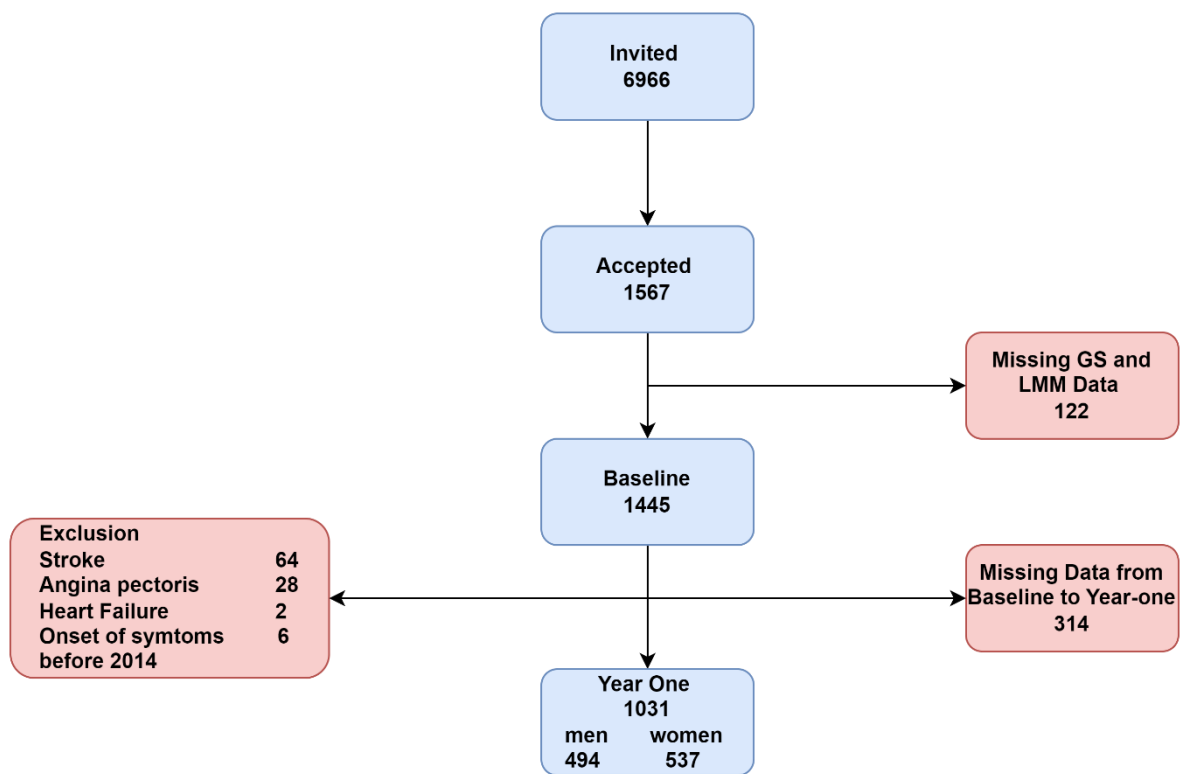 Invited
6966
Accepted
1567
Missing GS and
LMM Data
122
Baseline
1445
Exclusion
Stroke 64
Angina pectoris 28
Heart Failure 2
Onset of symtoms 6
before 2014
Missing Data from
Baseline to Year-one
314
Year One
1031
men women
494 537